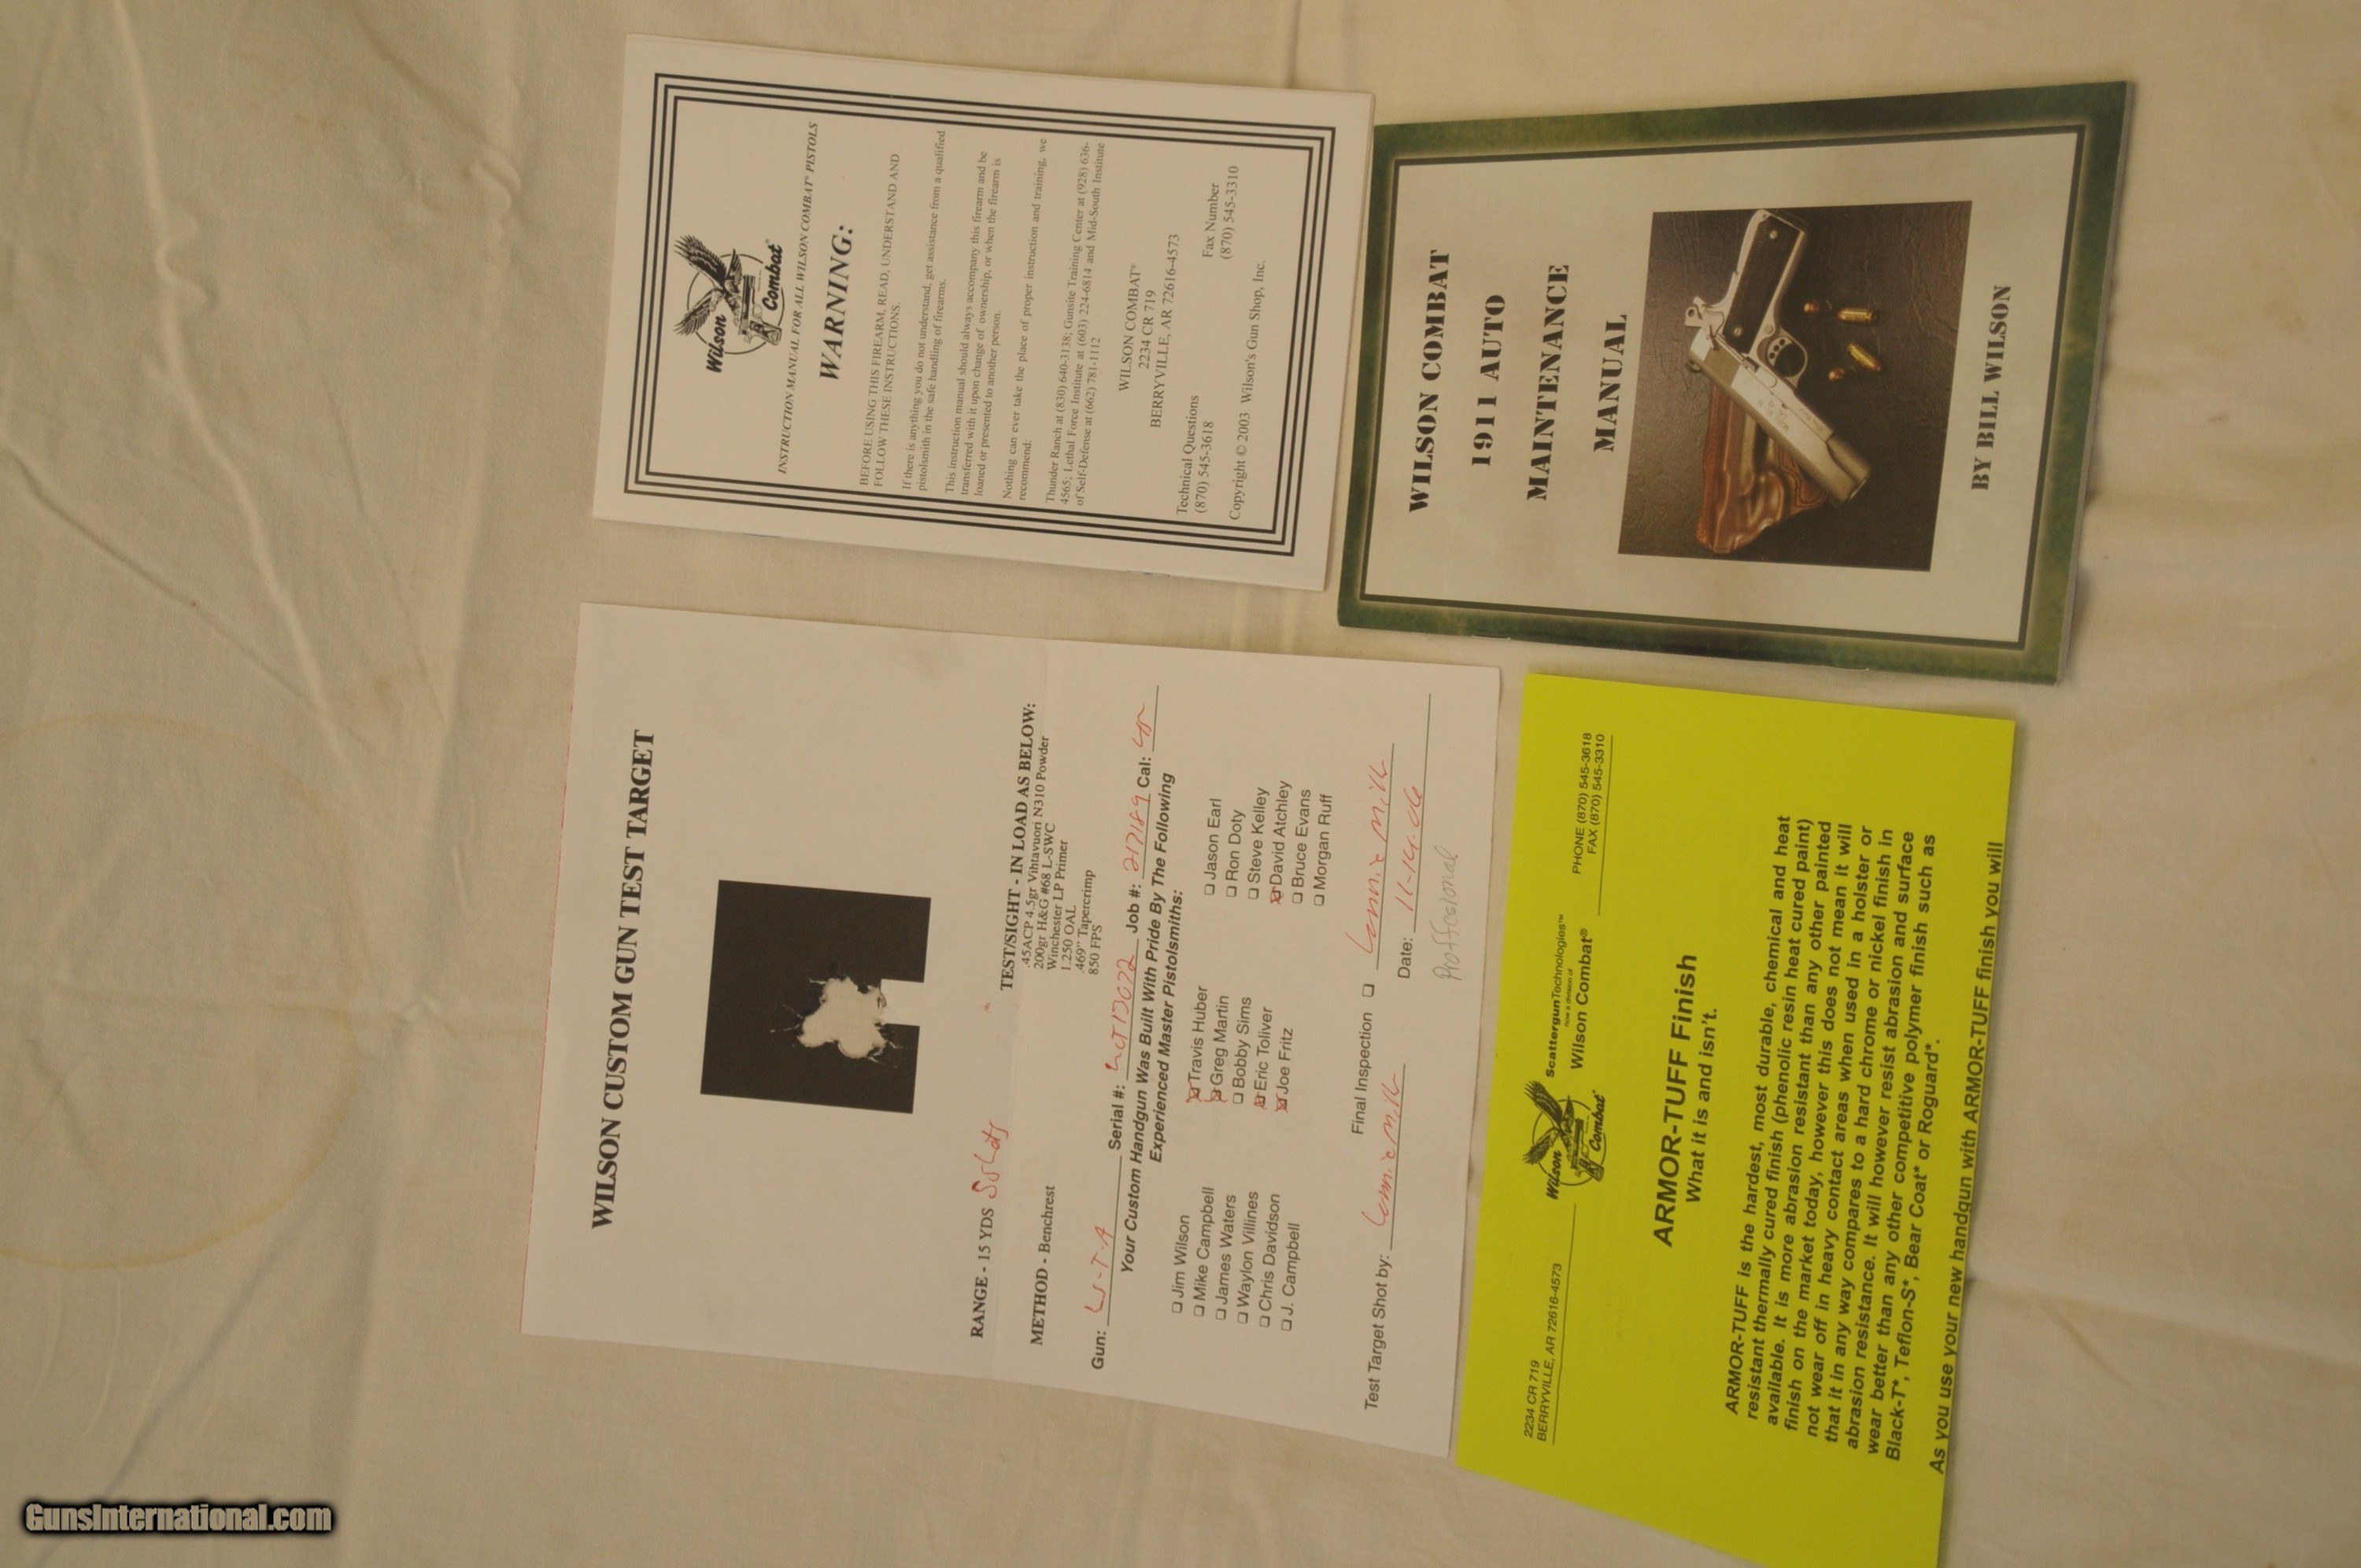 Wilson
Combat®
INSTRUCTION MANUAL FOR ALL WILSON COMBAT® PISTOLS
WARNING:
BEFORE USING THIS FIREARM, READ, UNDERSTAND AND
FOLLOW THESE INSTRUCTIONS.
If there is anything you do not understand, get assistance from a qualified
pistolsmith in the safe handling of firearms.
This instruction manual should always accompany this firearm and be
transferred with it upon change of ownership, or when the firearm is
loaned or presented to another person.
Nothing can ever take the place of proper instruction and training, we
recommend:
Thunder Ranch at (830) 640-3138; Gunsite Training Center at (928) 636-
4565; Lethal Force Institute at (603) 224-6814 and Mid-South Institute
of Self-Defense at (662) 781-1112
WILSON COMBAT®
2234 CR 719
BERRYVILLE, AR 72616-4573
Technical Questions
(870) 545-3618
Fax Number
(870) 545-3310
Copyright © 2003 Wilson's Gun Shop, Inc.
WILSON COMBAT
1911 AUTO
MAINTENANCE
MANUAL
BY BILL WILSON
WILSON CUSTOM GUN TEST TARGET
RANGE - 15 YDS 5 shots
METHOD - Benchrest
TEST/SIGHT - IN LOAD AS BELOW:
.45ACP 4.5gr Vihtavuori N310 Powder
200gr H&G #68 L-SWC
Winchester LP Primer
1.250 OAL
.469" Tapercrimp
850 FPS
Gun: Serial #: WCT13022 Job #: 217189 Cal: 45
Your Custom Handgun Was Built With Pride By The Following
Experienced Master Pistolsmiths:
Jim Wilson
Mike Campbell
James Waters
Waylon Villines
Chris Davidson
J. Campbell
Travis Huber
Greg Martin
Bobby Sims
Eric Toliver
Joe Fritz
Jason Earl
Ron Doty
Steve Kelley
David Atchley
Bruce Evans
Morgan Ruff
Test Target Shot by:
Final Inspection
Date: 11-14-06
Proffesional
2234 CR 719
BERRYVILLE, AR 72616-4573
Wilson
Combat®
ScattergunTechnologies™
now a division of
Wilson Combat®
PHONE (870) 545-3618
FAX (870) 545-3310
ARMOR-TUFF Finish
What it is and isn't.
ARMOR-TUFF is the hardest, most durable, chemical and heat
resistant thermally cured finish (phenolic resin heat cured paint)
available. It is more abrasion resistant than any other painted
finish on the market today, however this does not mean it will
not wear off in heavy contact areas when used in a holster or
that it in any way compares to a hard chrome or nickel finish in
abrasion resistance. It will however resist abrasion and surface
wear better than any other competitive polymer finish such as
Black-T*, Teflon-S*, Bear Coat* or Roguard*.
As you use your new handgun with ARMOR-TUFF finish you will
GunsInternational.com